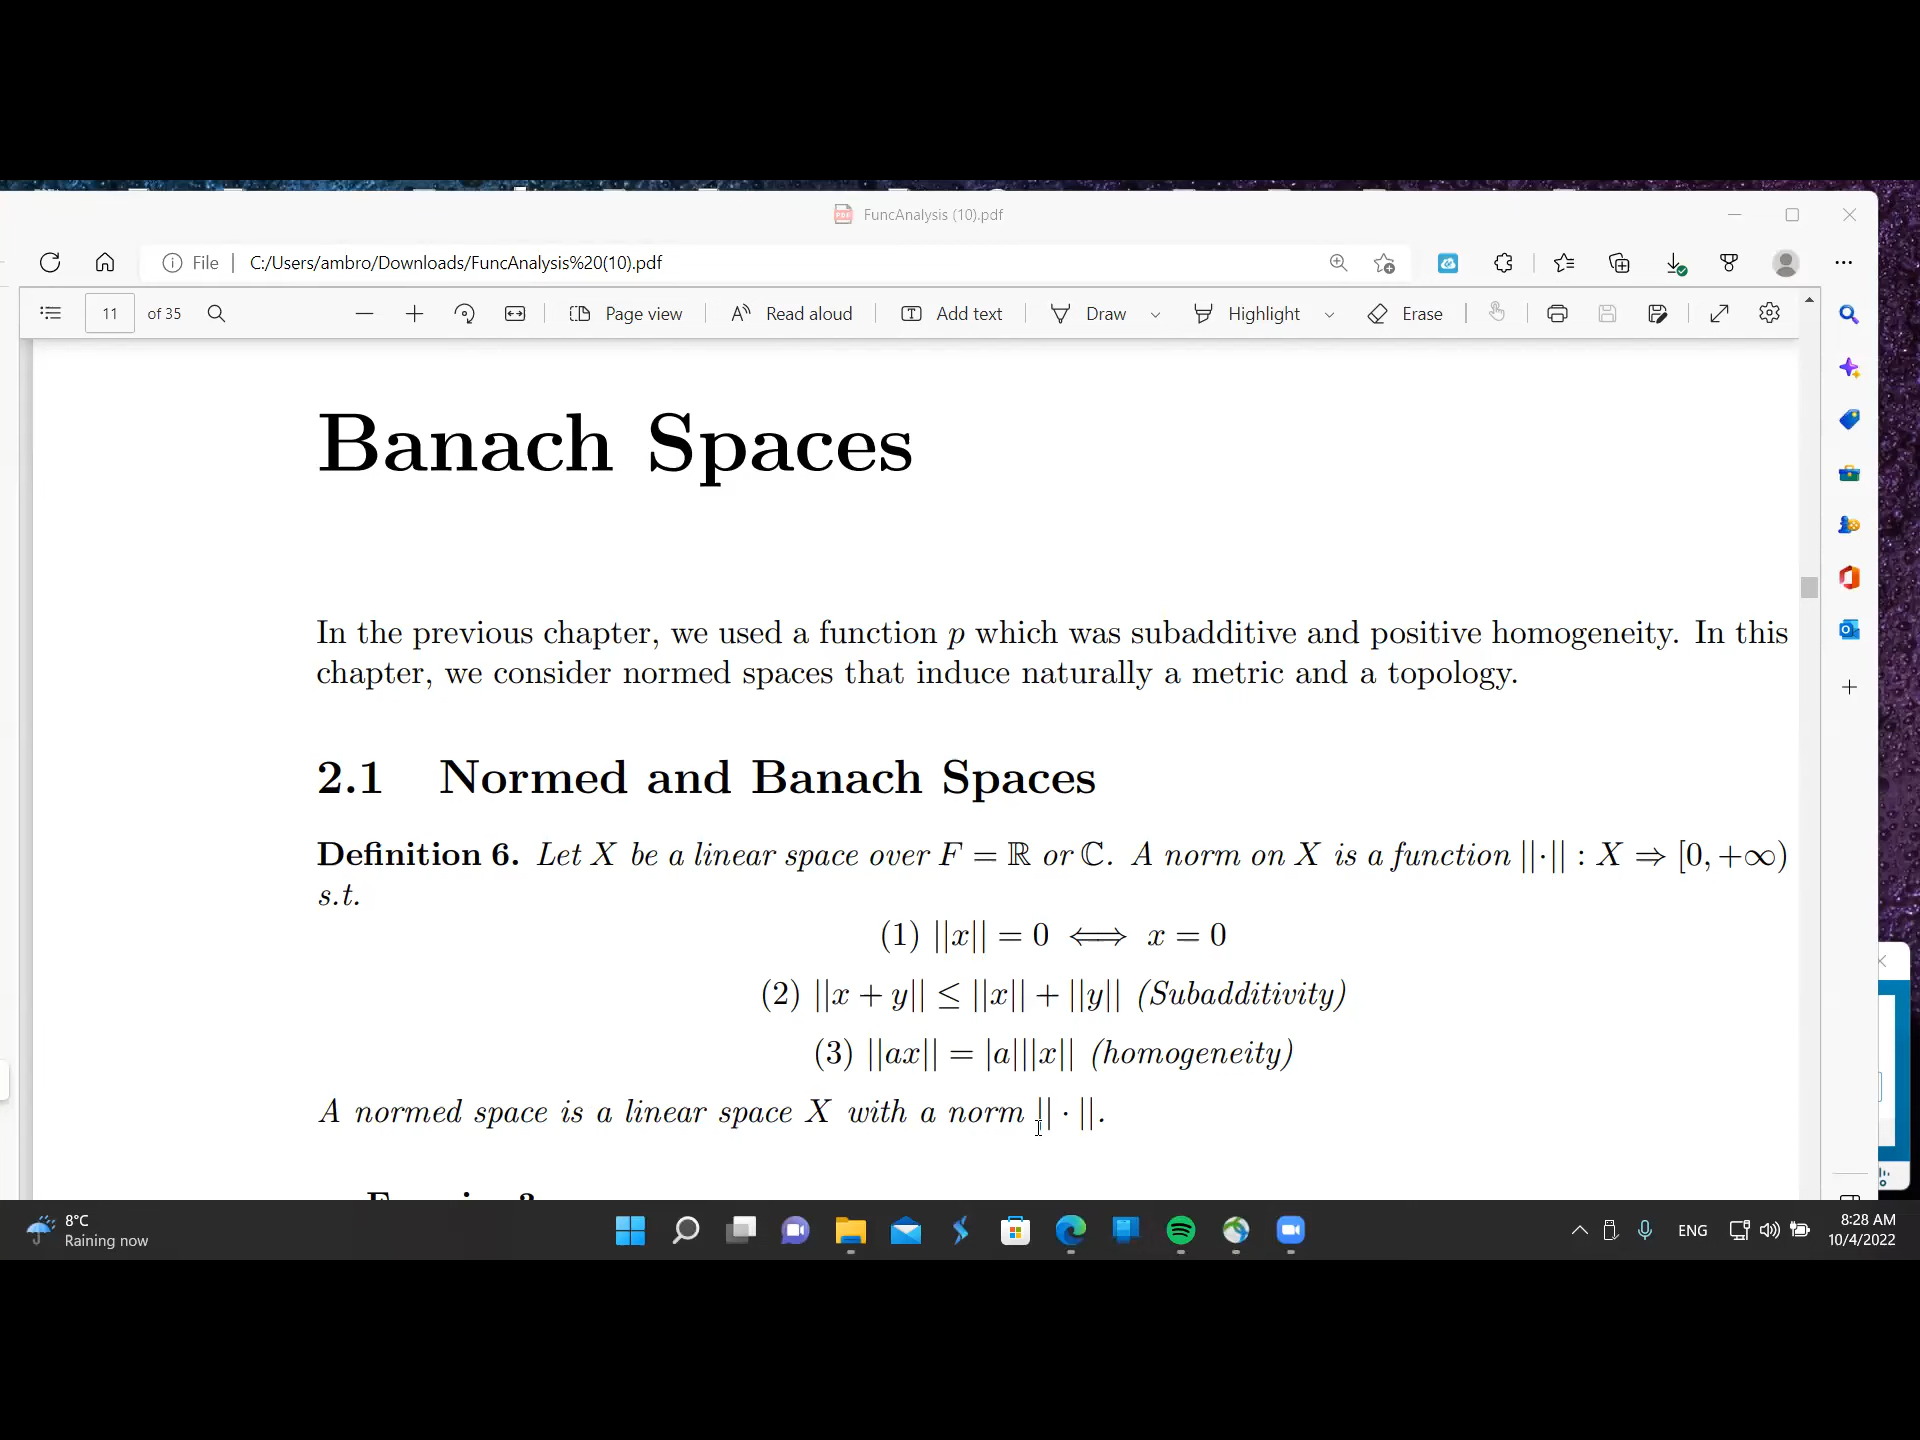 FuncAnalysis (10).pdf
File | C:/Users/ambro/Downloads/FuncAnalysis%20(10).pdf
11 of 35 Page view Read aloud Add text Draw Highlight Erase
Banach Spaces
In the previous chapter, we used a function p which was subadditive and positive homogeneity. In this
chapter, we consider normed spaces that induce naturally a metric and a topology.
2.1 Normed and Banach Spaces
Definition 6. Let X be a linear space over F = ℝ or ℂ. A norm on X is a function ||·|| : X ⇒ [0, +∞)
s.t.
(1) ||x|| = 0 ⟺ x = 0
(2) ||x + y|| ≤ ||x|| + ||y|| (Subadditivity)
(3) ||ax|| = |a|||x|| (homogeneity)
A normed space is a linear space X with a norm || · ||.
8°C
Raining now
ENG
8:28 AM
10/4/2022